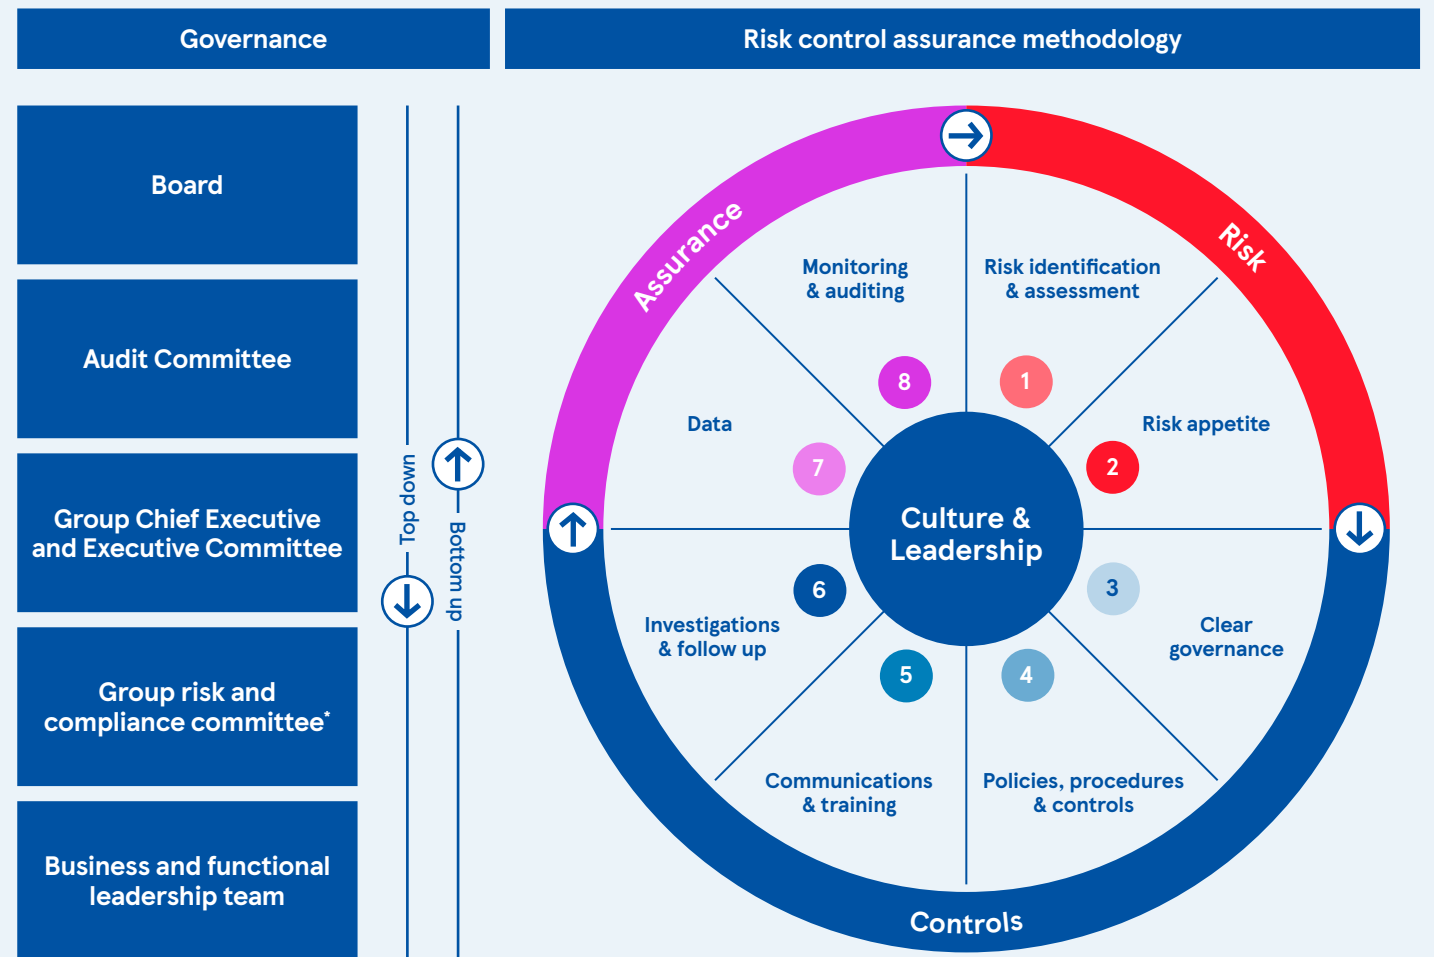 Governance
Risk control assurance methodology
Board
Audit Committee
Group Chief Executive
and Executive Committee
Group risk and
compliance committee*
Business and functional
leadership team
Top down
Bottom up
Assurance
Risk
Controls
Monitoring
& auditing
8
Risk identification
& assessment
1
Data
7
Risk appetite
2
Culture &
Leadership
6
Investigations
& follow up
3
Clear
governance
5
Communications
& training
4
Policies, procedures
& controls